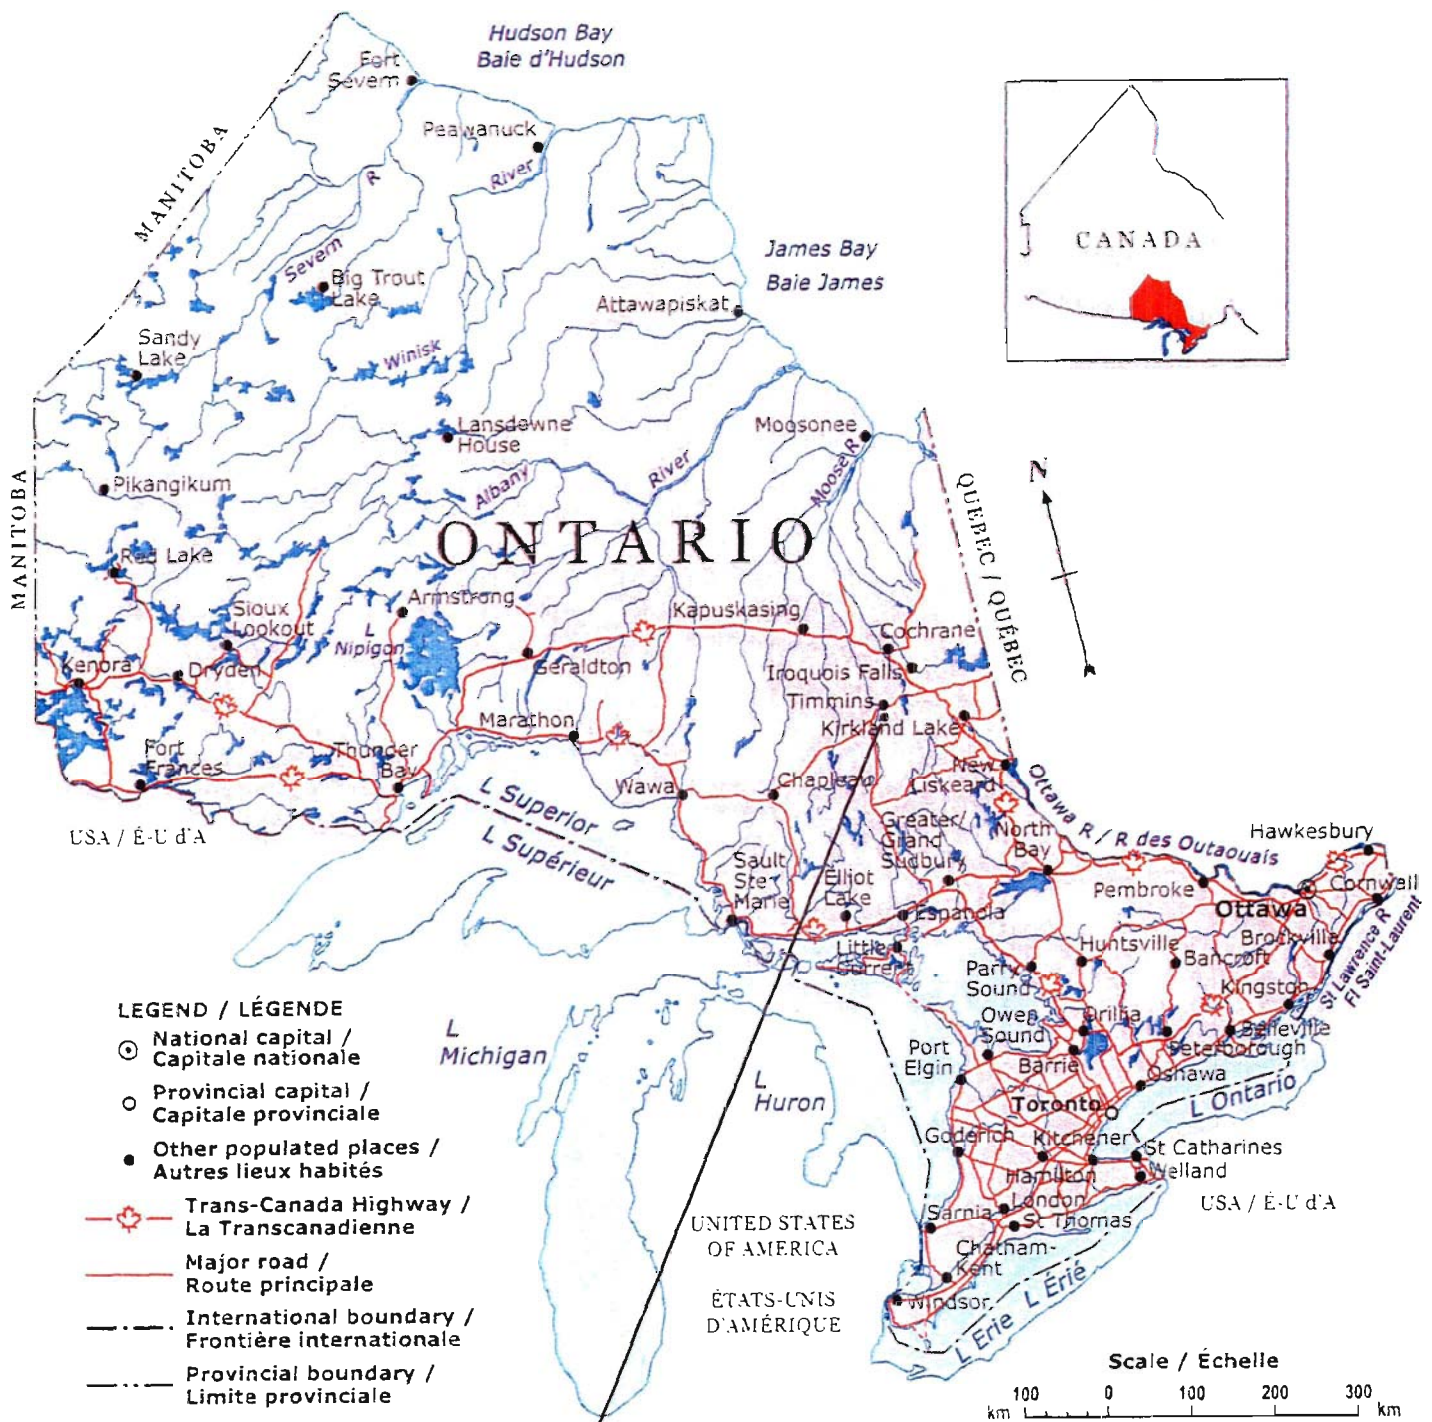 Hudson Bay
Baie d'Hudson
Fort
Severn
Peawanuck
River
MANITOBA
R
Severn
James Bay
Baie James
CANADA
Big Trout
Lake
Attawapiskat
Sandy
Lake
Winisk
Lansdowne
House
Moosonee
Albany
River
Moose R
N
QUEBEC / QUÉBEC
MANITOBA
Pikangikum
ONTARIO
Red Lake
Armstrong
Sioux
Lookout
L
Nipigon
Kapuskasing
Cochrane
Kenora
Dryden
Geraldton
Iroquois Falls
Timmins
Kirkland Lake
Marathon
Fort
Frances
Thunder
Bay
Wawa
Chapleau
New
Liskeard
Ottawa R / R des Outaouais
USA / É-U d'A
L Superior
L Supérieur
Greater/
Grand
Sudbury
North
Bay
Hawkesbury
Sault
Ste
Marie
Elliot
Lake
Pembroke
Cornwall
Ottawa
Espanola
Little
Current
Huntsville
Bancroft
Brockville
St Lawrence R
Fl Saint-Laurent
Parry
Sound
Kingston
Owen
Sound
Orillia
Belleville
Peterborough
Port
Elgin
Barrie
Oshawa
L Ontario
L
Michigan
L
Huron
Toronto
Goderich
Kitchener
St Catharines
Hamilton
Welland
London
Sarnia
St Thomas
USA / É-U d'A
Chatham-
Kent
Windsor
L Erie L Érié
UNITED STATES
OF AMERICA
ÉTATS-UNIS
D'AMÉRIQUE
LEGEND / LÉGENDE
National capital /
Capitale nationale
Provincial capital /
Capitale provinciale
Other populated places /
Autres lieux habités
Trans-Canada Highway /
La Transcanadienne
Major road /
Route principale
International boundary /
Frontière internationale
Provincial boundary /
Limite provinciale
Scale / Échelle
100 0 100 200 300
km km